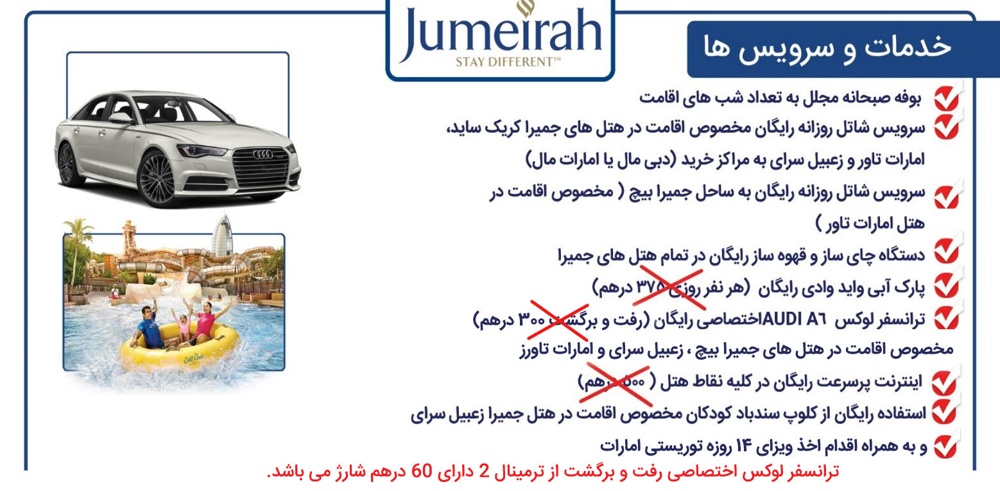 Jumeirah
STAY DIFFERENT™
خدمات و سرویس ها
بوفه صبحانه مجلل به تعداد شب های اقامت
سرویس شاتل روزانه رایگان مخصوص اقامت در هتل های جمیرا کریک ساید،
امارات تاور و زعبیل سرای به مراکز خرید (دبی مال یا امارات مال)
سرویس شاتل روزانه رایگان به ساحل جمیرا بیچ ( مخصوص اقامت در
هتل امارات تاور )
دستگاه چای ساز و قهوه ساز رایگان در تمام هتل های جمیرا
پارک آبی واید وادی رایگان (هر نفر روزی ۳۷۵ درهم)
ترانسفر لوکس AUDI A٦اختصاصی رایگان (رفت و برگشت ۳۰۰ درهم)
مخصوص اقامت در هتل های جمیرا بیچ ، زعبیل سرای و امارات تاورز
اینترنت پرسرعت رایگان در کلیه نقاط هتل ( ۵۰۰ درهم)
استفاده رایگان از کلوپ سندباد کودکان مخصوص اقامت در هتل جمیرا زعبیل سرای
و به همراه اقدام اخذ ویزای ۱۴ روزه توریستی امارات
ترانسفر لوکس اختصاصی رفت و برگشت از ترمینال 2 دارای 60 درهم شارژ می باشد.